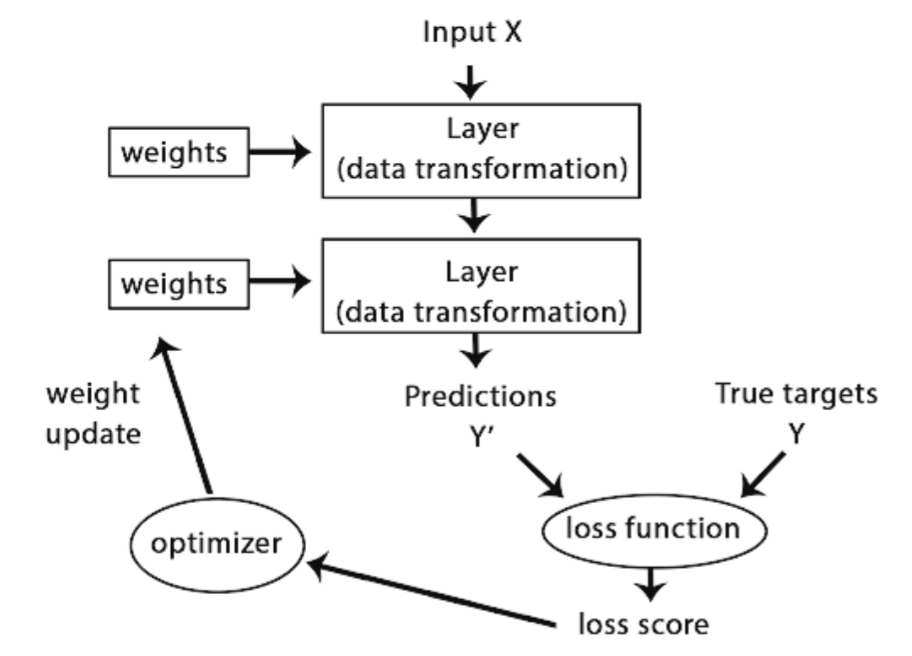 Input X
weights
Layer
(data transformation)
weights
Layer
(data transformation)
weight
update
Predictions
Y′
True targets
Y
optimizer
loss function
loss score